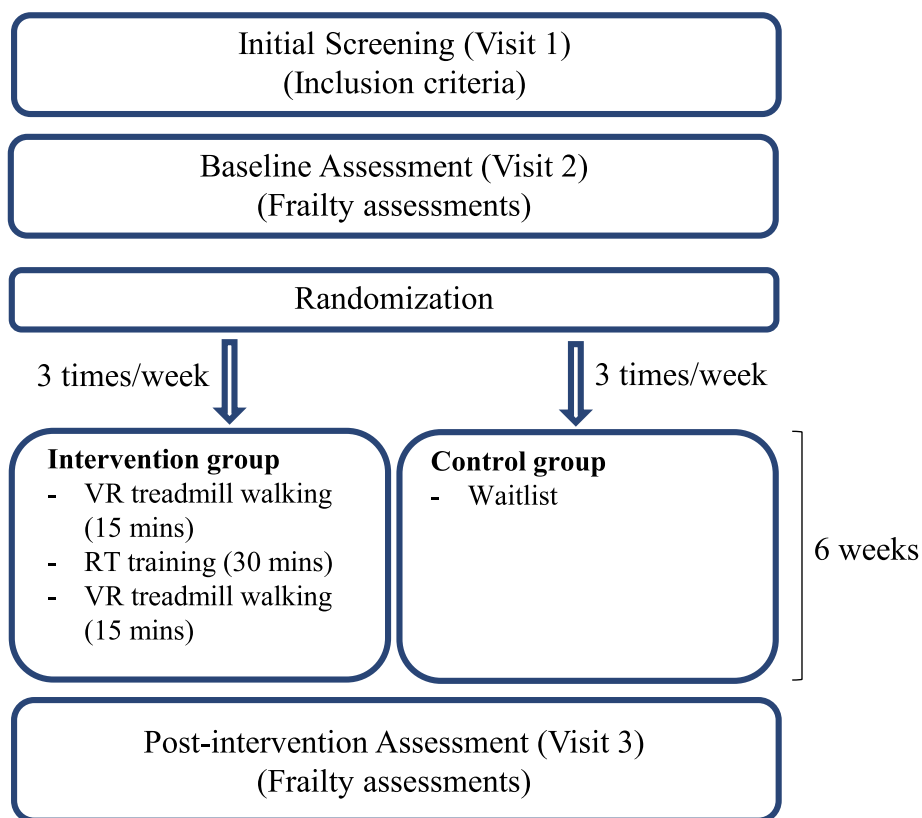 Initial Screening (Visit 1)
(Inclusion criteria)
Baseline Assessment (Visit 2)
(Frailty assessments)
Randomization
3 times/week
3 times/week
Intervention group
- VR treadmill walking
(15 mins)
- RT training (30 mins)
- VR treadmill walking
(15 mins)
Control group
- Waitlist
6 weeks
Post-intervention Assessment (Visit 3)
(Frailty assessments)